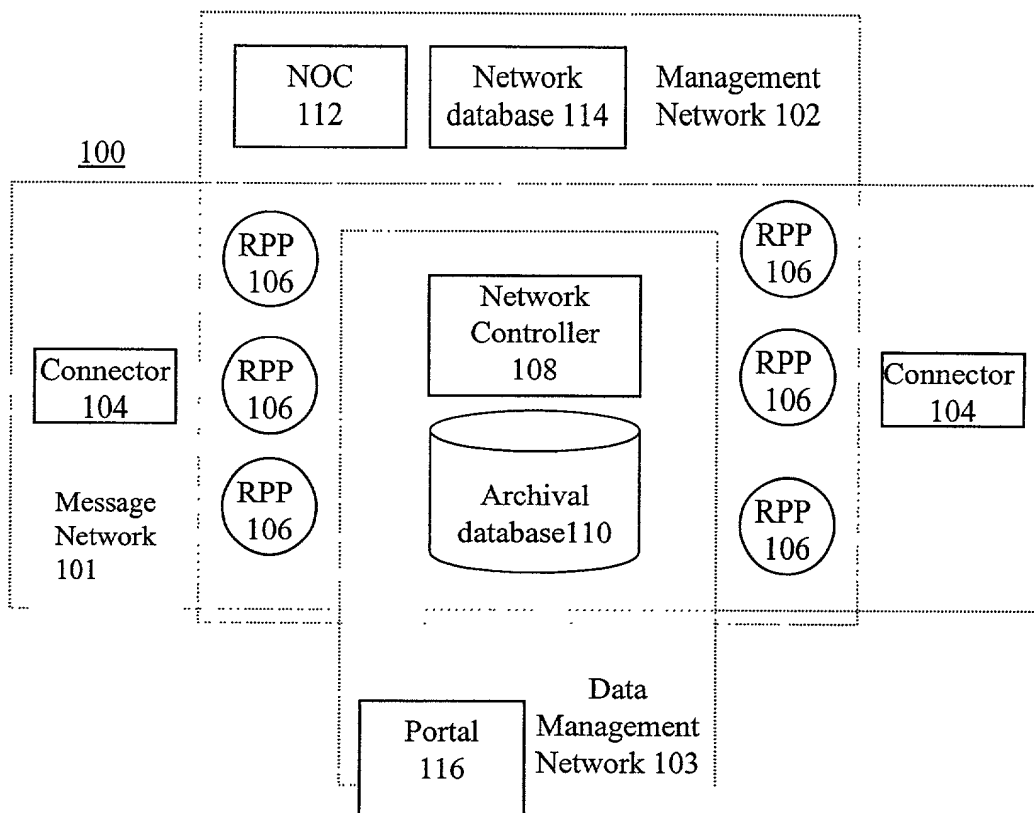 NOC
112
Network
database 114
Management
Network 102
100
RPP
106
RPP
106
Network
Controller
108
Connector
104
RPP
106
RPP
106
Connector
104
Archival
database110
Message
Network
101
RPP
106
RPP
106
Data
Management
Network 103
Portal
116